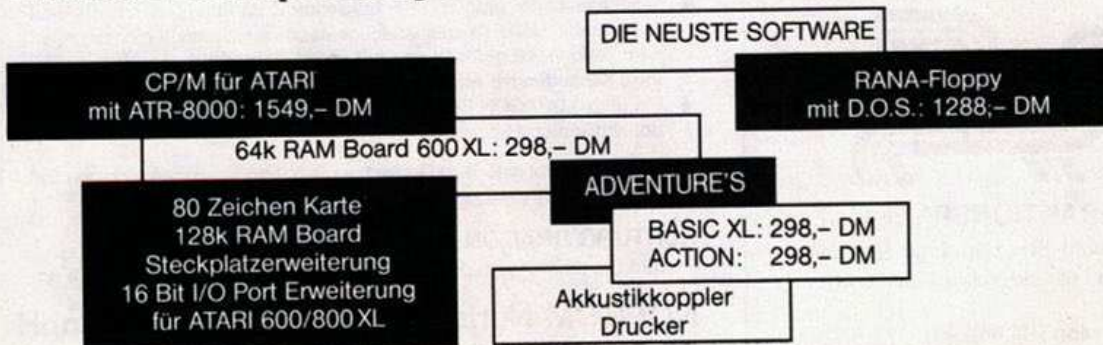 DIE NEUSTE SOFTWARE
CP/M für ATARI
mit ATR-8000: 1549,– DM
RANA-Floppy
mit D.O.S.: 1288,– DM
64k RAM Board 600 XL: 298,– DM
ADVENTURE'S
80 Zeichen Karte
128k RAM Board
Steckplatzerweiterung
16 Bit I/O Port Erweiterung
für ATARI 600/800 XL
BASIC XL: 298,– DM
ACTION: 298,– DM
Akkustikkoppler
Drucker